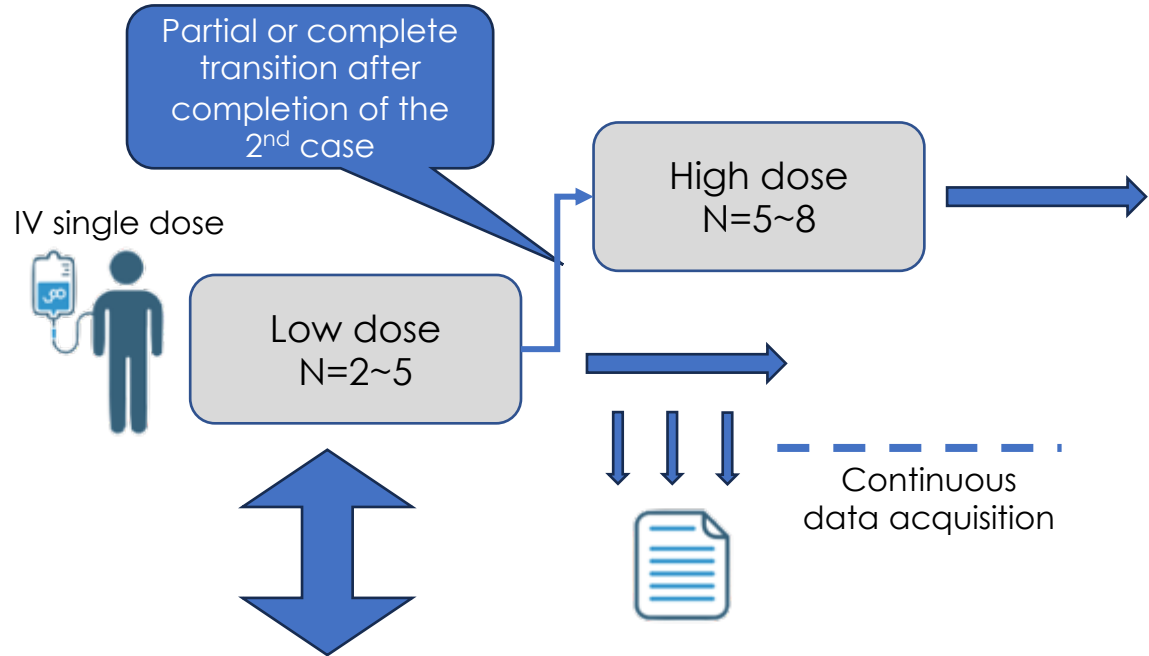 Partial or complete
transition after
completion of the
2nd case
High dose
N=5~8
IV single dose
Low dose
N=2~5
Continuous
data acquisition